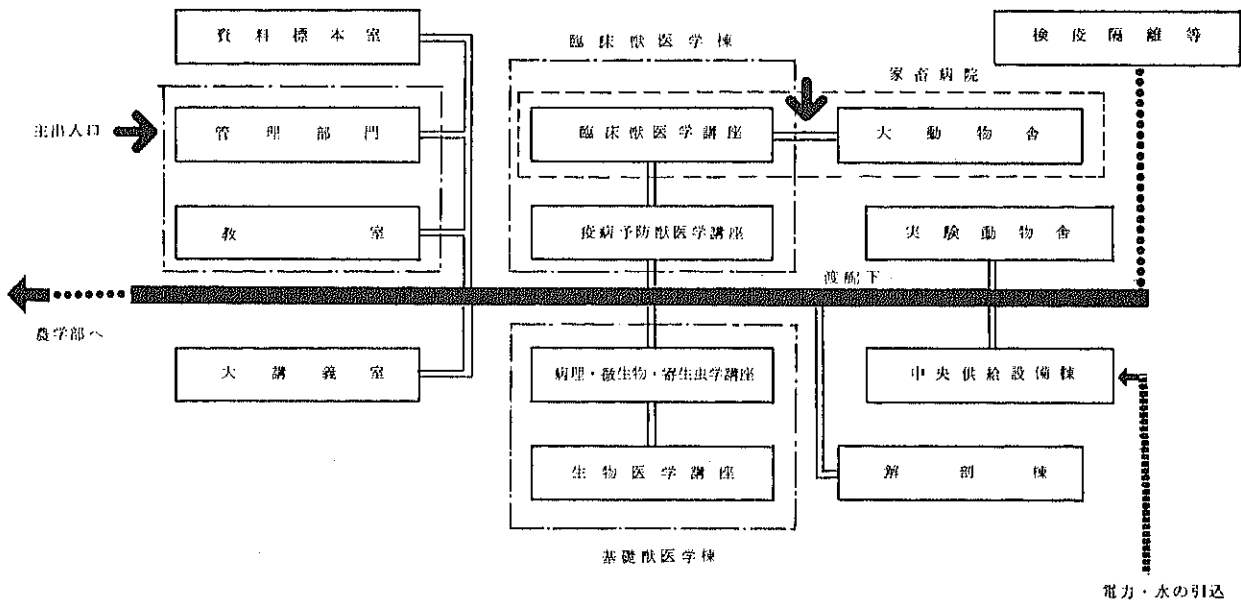 資料標本室
臨床獣医学棟
検疫隔離等
家畜病院
主出入口
管理部門
臨床獣医学講座
大動物舎
教室
疫病予防獣医学講座
実験動物舎
渡廊下
農学部へ
大講義室
病理・微生物・寄生虫学講座
中央供給設備棟
生物医学講座
解剖棟
基礎獣医学棟
電力・水の引込